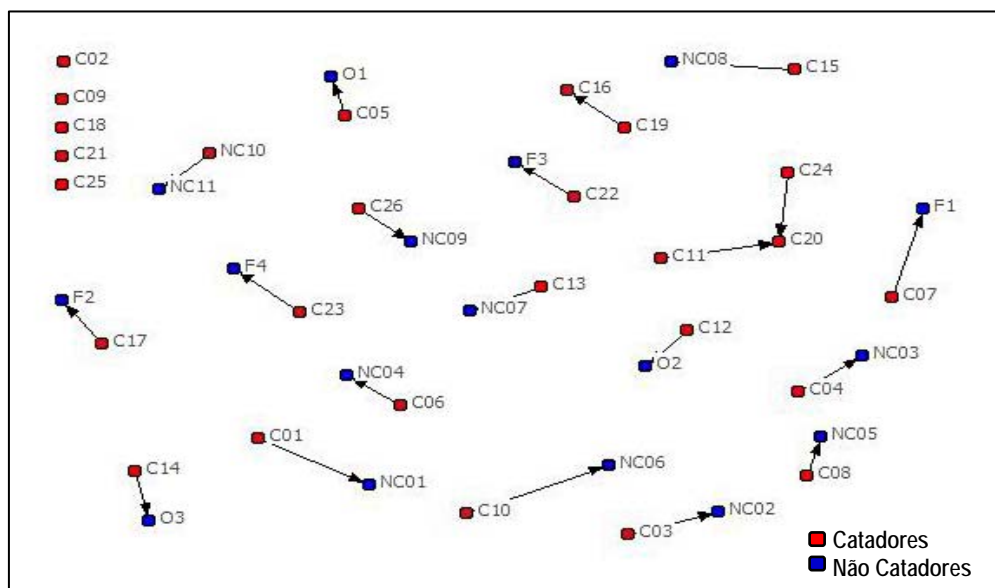 C02
O1
NC08
C15
C09
C16
C05
C18
C19
C21
NC10
F3
C24
C25
NC11
C22
C26
F1
NC09
C20
C11
F4
C13
C07
F2
NC07
C23
C12
C17
NC03
O2
NC04
C04
C06
C01
NC05
NC06
C14
C08
NC01
C10
NC02
O3
C03
Catadores
Não Catadores